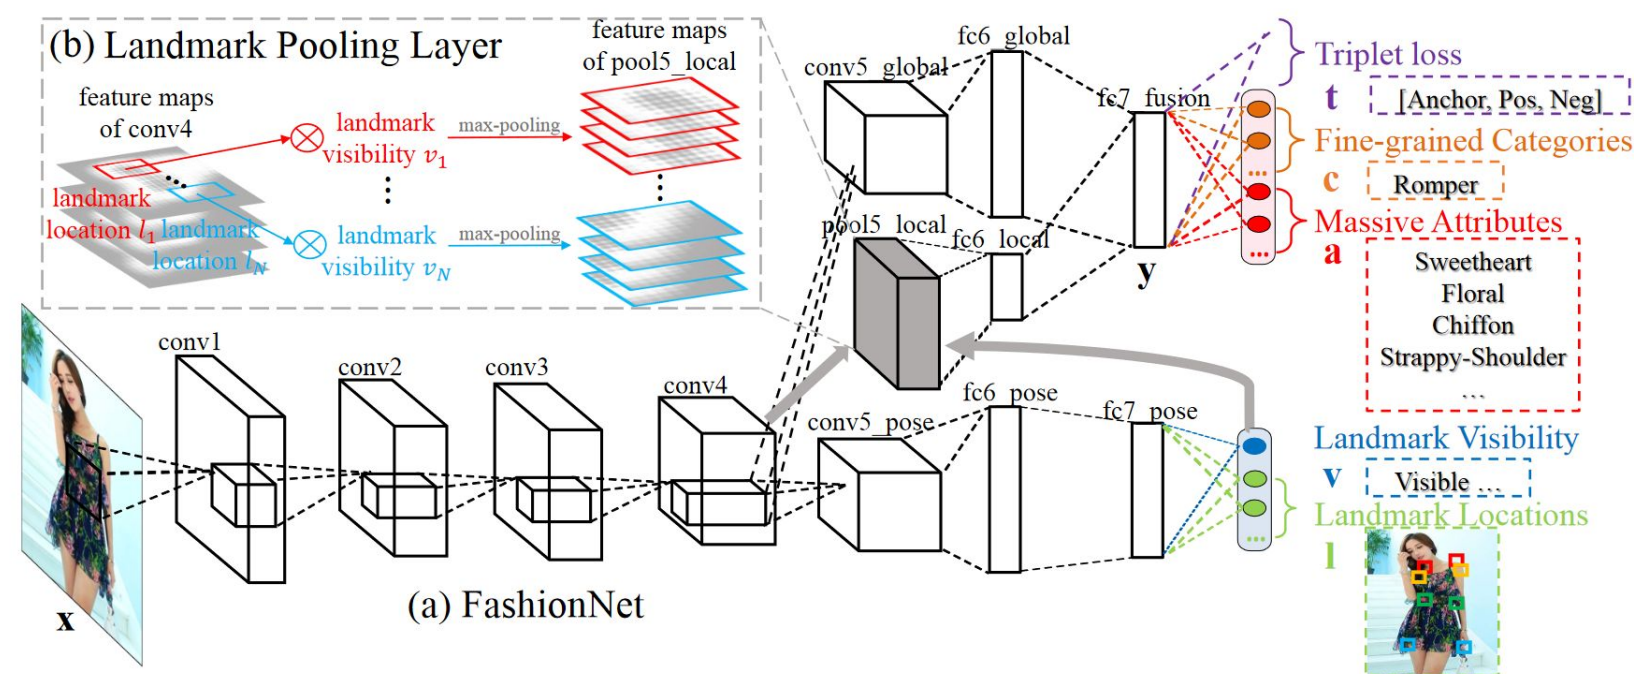 (b) Landmark Pooling Layer
feature maps
of conv4
landmark
location l1
landmark
location lN
landmark
visibility v1
max-pooling
landmark
visibility vN
max-pooling
feature maps
of pool5_local
conv1
conv2
conv3
conv4
conv5_global
fc6_global
pool5_local
fc6_local
fc7_fusion
y
conv5_pose
fc6_pose
fc7_pose
x
(a) FashionNet
...
...
...
Triplet loss
t
[Anchor, Pos, Neg]
Fine-grained Categories
c
Romper
Massive Attributes
a
Sweetheart
Floral
Chiffon
Strappy-Shoulder
...
Landmark Visibility
v
Visible ...
Landmark Locations
l